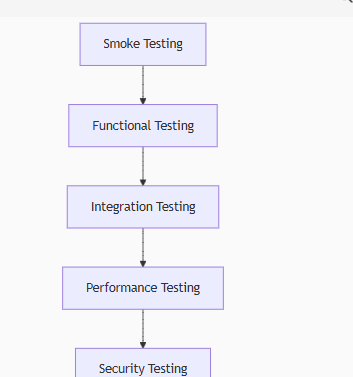 Smoke Testing
Functional Testing
Integration Testing
Performance Testing
Security Testing